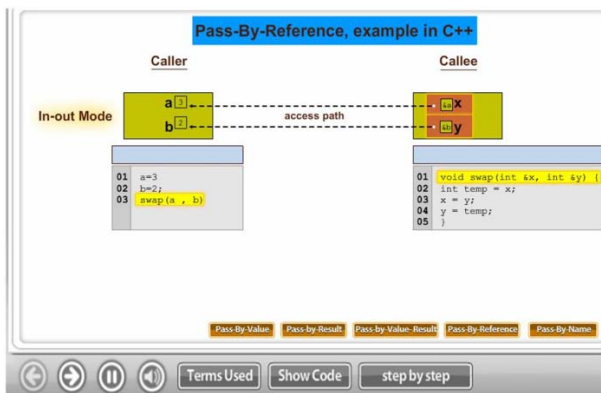 Pass-By-Reference, example in C++
Caller
Callee
In-out Mode
a 3
b 2
access path
&a x
&b y
01 a=3
02 b=2;
03 swap(a , b)
01 void swap(int &x, int &y) {
02 int temp = x;
03 x = y;
04 y = temp;
05 }
Pass-By-Value
Pass-by-Result
Pass-by-Value-Result
Pass-By-Reference
Pass-By-Name
Terms Used
Show Code
step by step